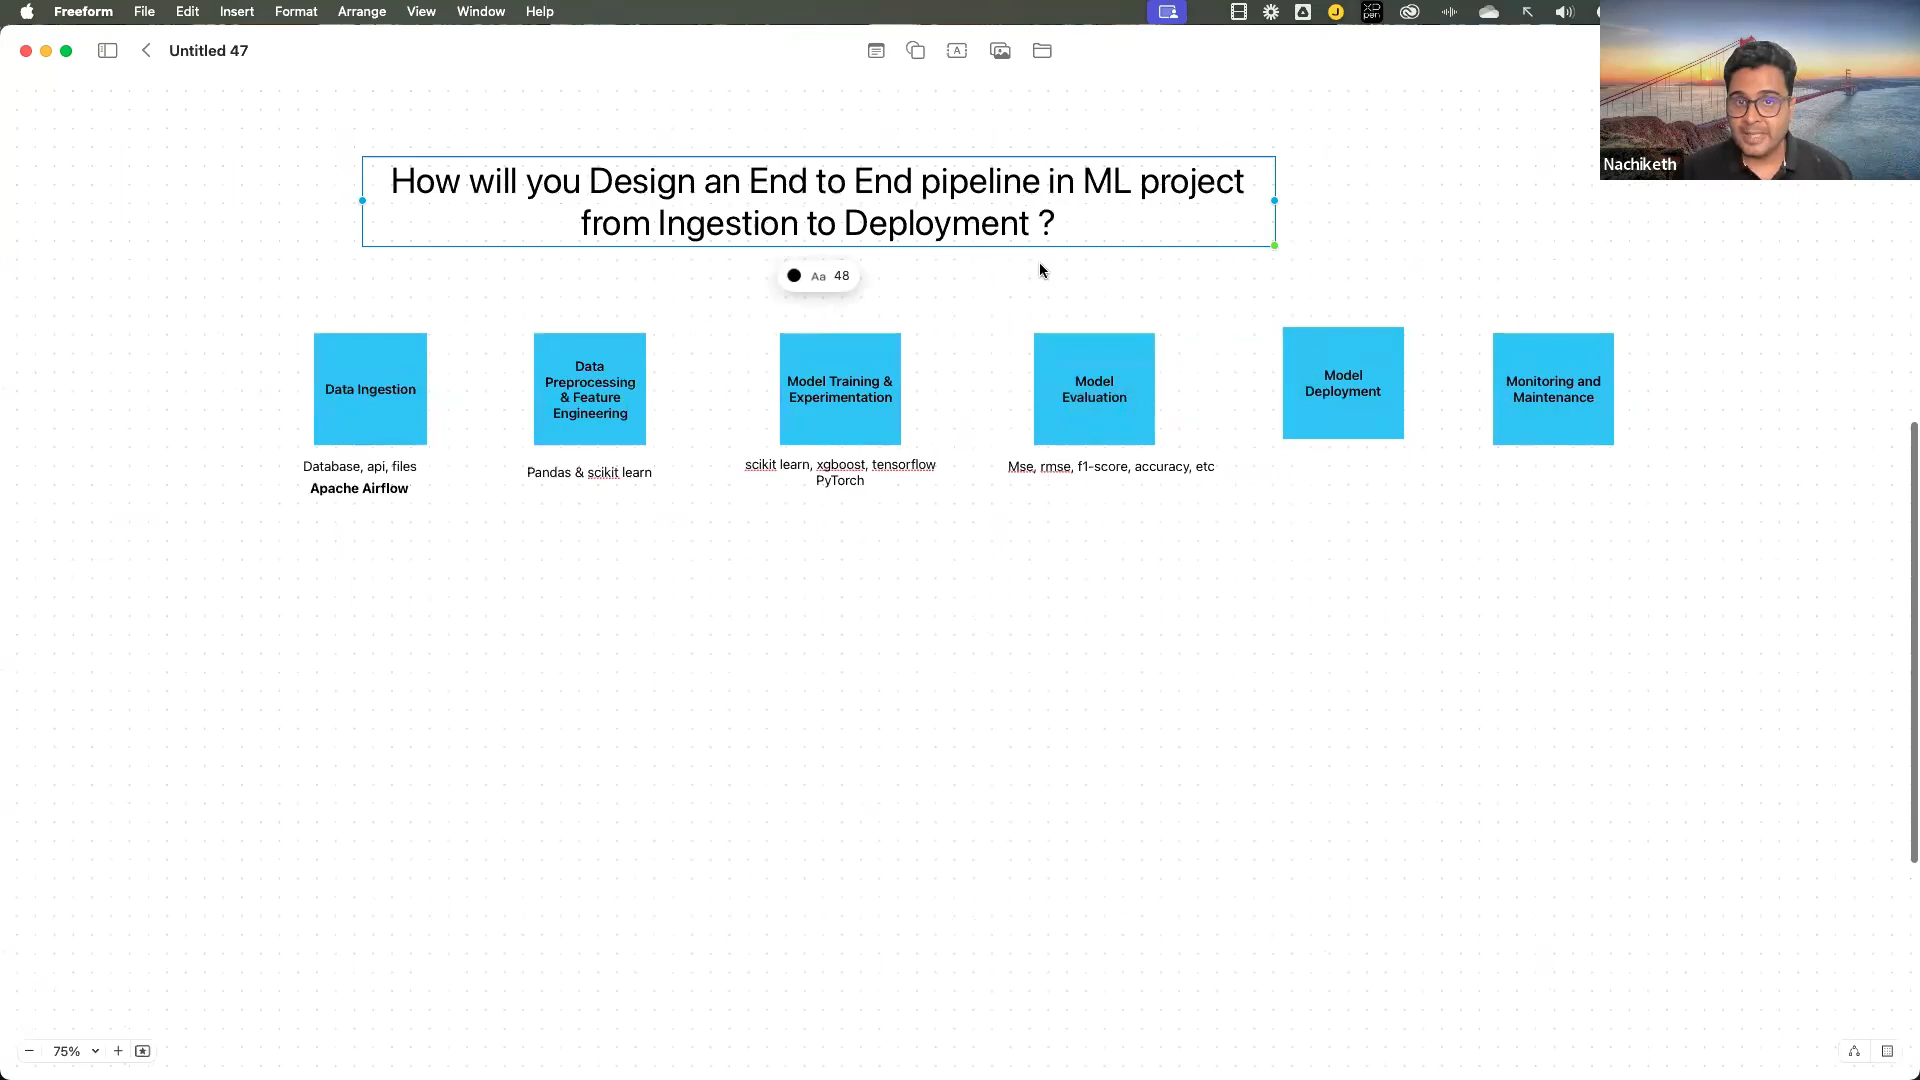 Freeform File Edit Insert Format Arrange View Window Help
Untitled 47
Nachiketh
How will you Design an End to End pipeline in ML project
from Ingestion to Deployment ?
Aa 48
Data Ingestion
Database, api, files
Apache Airflow
Data
Preprocessing
& Feature
Engineering
Pandas & scikit learn
Model Training &
Experimentation
scikit learn, xgboost, tensorflow
PyTorch
Model
Evaluation
Mse, rmse, f1-score, accuracy, etc
Model
Deployment
Monitoring and
Maintenance
75%